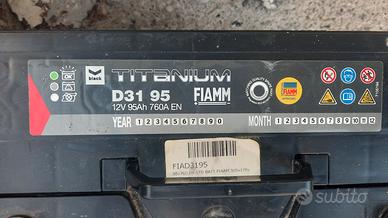 black TITANIUM
OK
D31 95
FIAMM
12V 95Ah 760A EN
YEAR 1 2 3 4 5 6 7 8 9 0 MONTH 1 2 3 4 5 6 7 8 9 10 11 12
FIAD3195
subito